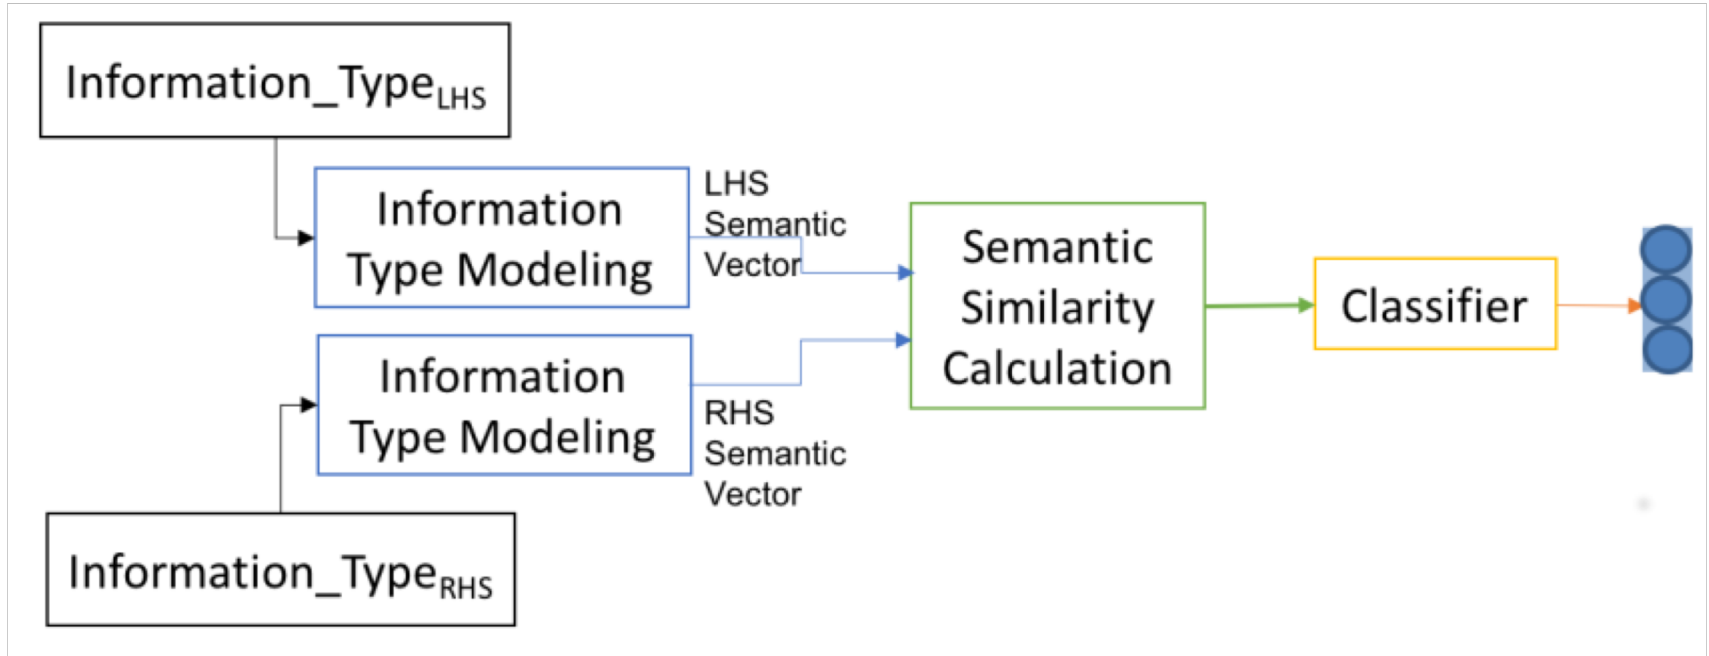 Information_TypeLHS
Information
Type Modeling
LHS
Semantic
Vector
Semantic
Similarity
Calculation
Classifier
Information
Type Modeling
RHS
Semantic
Vector
Information_TypeRHS